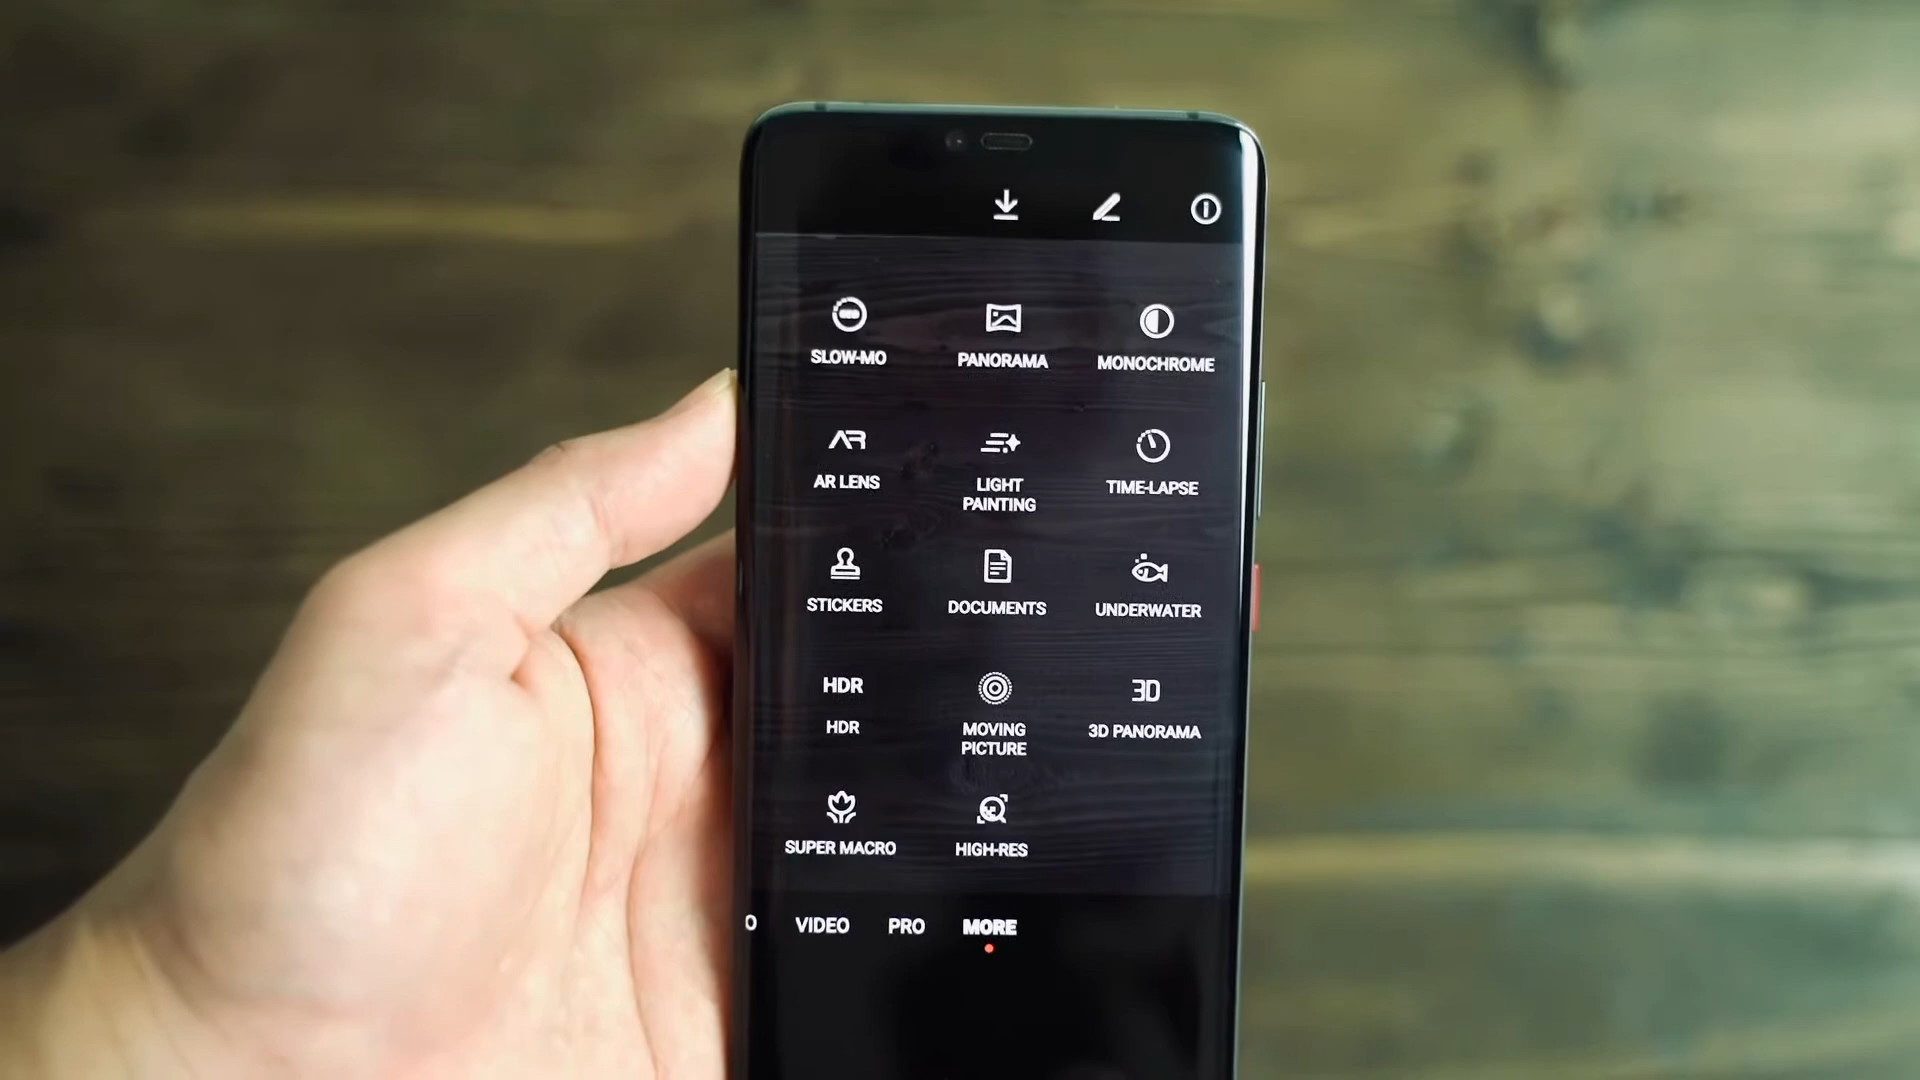 SLOW-MO PANORAMA MONOCHROME
AR
AR LENS LIGHT PAINTING TIME-LAPSE
STICKERS DOCUMENTS UNDERWATER
HDR 3D
HDR MOVING PICTURE 3D PANORAMA
SUPER MACRO HIGH-RES
O VIDEO PRO MORE